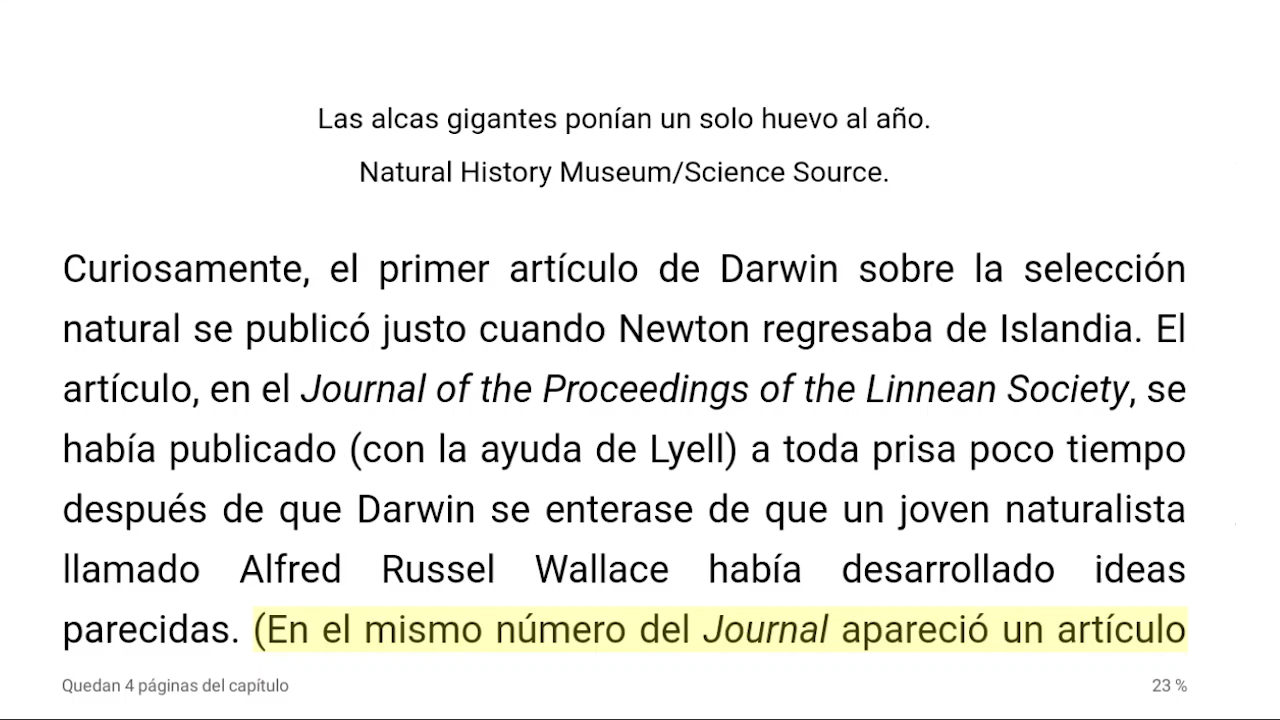 Las alcas gigantes ponían un solo huevo al año.
Natural History Museum/Science Source.
Curiosamente, el primer artículo de Darwin sobre la selección
natural se publicó justo cuando Newton regresaba de Islandia. El
artículo, en el Journal of the Proceedings of the Linnean Society, se
había publicado (con la ayuda de Lyell) a toda prisa poco tiempo
después de que Darwin se enterase de que un joven naturalista
llamado Alfred Russel Wallace había desarrollado ideas
parecidas. (En el mismo número del Journal apareció un artículo
Quedan 4 páginas del capítulo
23 %